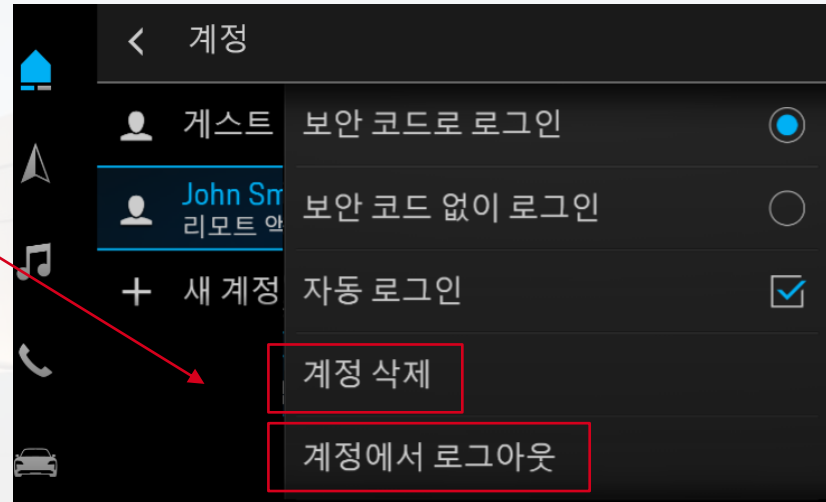 계정
게스트
보안 코드로 로그인
John Sm
리모트 액
보안 코드 없이 로그인
새 계정
자동 로그인
계정 삭제
계정에서 로그아웃